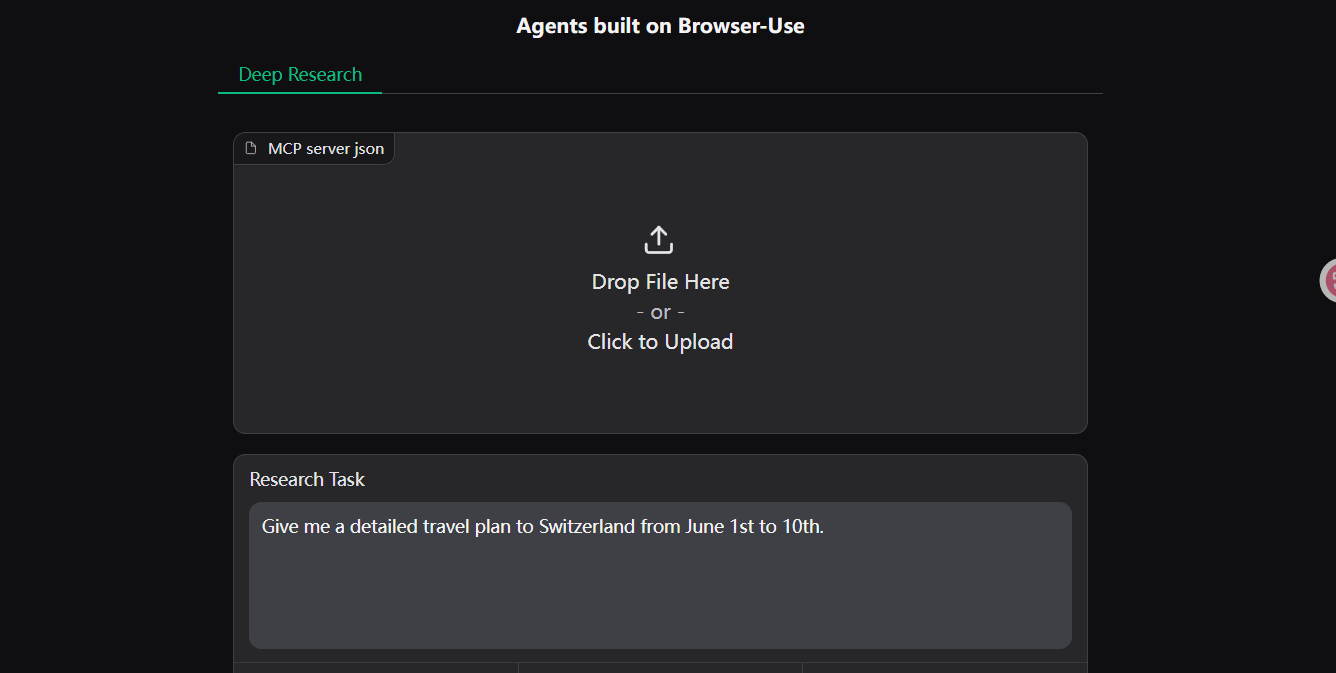 Agents built on Browser-Use
Deep Research
MCP server json
Drop File Here
- or -
Click to Upload
Research Task
Give me a detailed travel plan to Switzerland from June 1st to 10th.